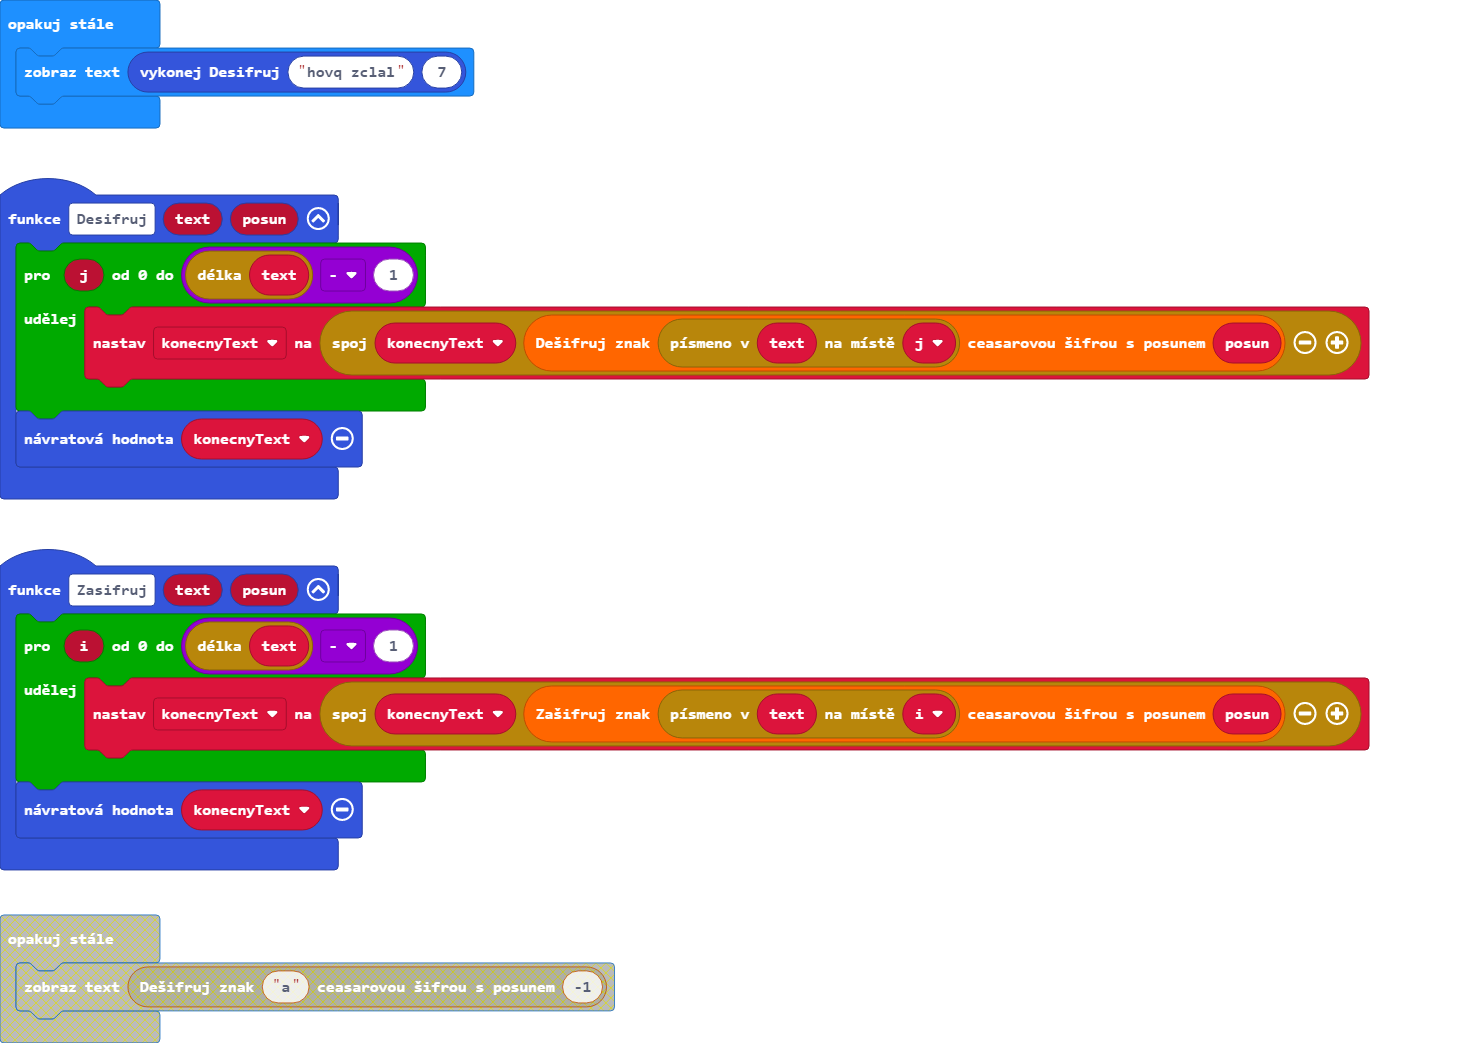 opakuj stále
zobraz text vykonej Desifruj "hovq zclal" 7
funkce Desifruj text posun
pro j od 0 do délka text - 1
udělej
nastav konecnyText na spoj konecnyText Dešifruj znak písmeno v text na místě j ceasarovou šifrou s posunem posun
návratová hodnota konecnyText
funkce Zasifruj text posun
pro i od 0 do délka text - 1
udělej
nastav konecnyText na spoj konecnyText Zašifruj znak písmeno v text na místě i ceasarovou šifrou s posunem posun
návratová hodnota konecnyText
opakuj stále
zobraz text Dešifruj znak "a" ceasarovou šifrou s posunem -1